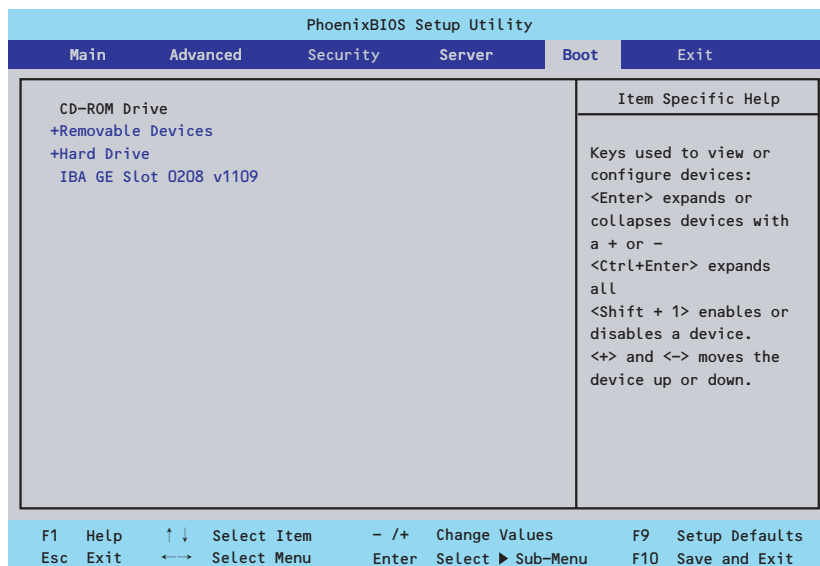 PhoenixBIOS Setup Utility
Main Advanced Security Server Boot Exit
CD-ROM Drive
+Removable Devices
+Hard Drive
IBA GE Slot 0208 v1109
Item Specific Help
Keys used to view or
configure devices:
<Enter> expands or
collapses devices with
a + or -
<Ctrl+Enter> expands
all
<Shift + 1> enables or
disables a device.
<+> and <-> moves the
device up or down.
F1 Help ↑↓ Select Item - /+ Change Values F9 Setup Defaults
Esc Exit ←→ Select Menu Enter Select ▶ Sub-Menu F10 Save and Exit